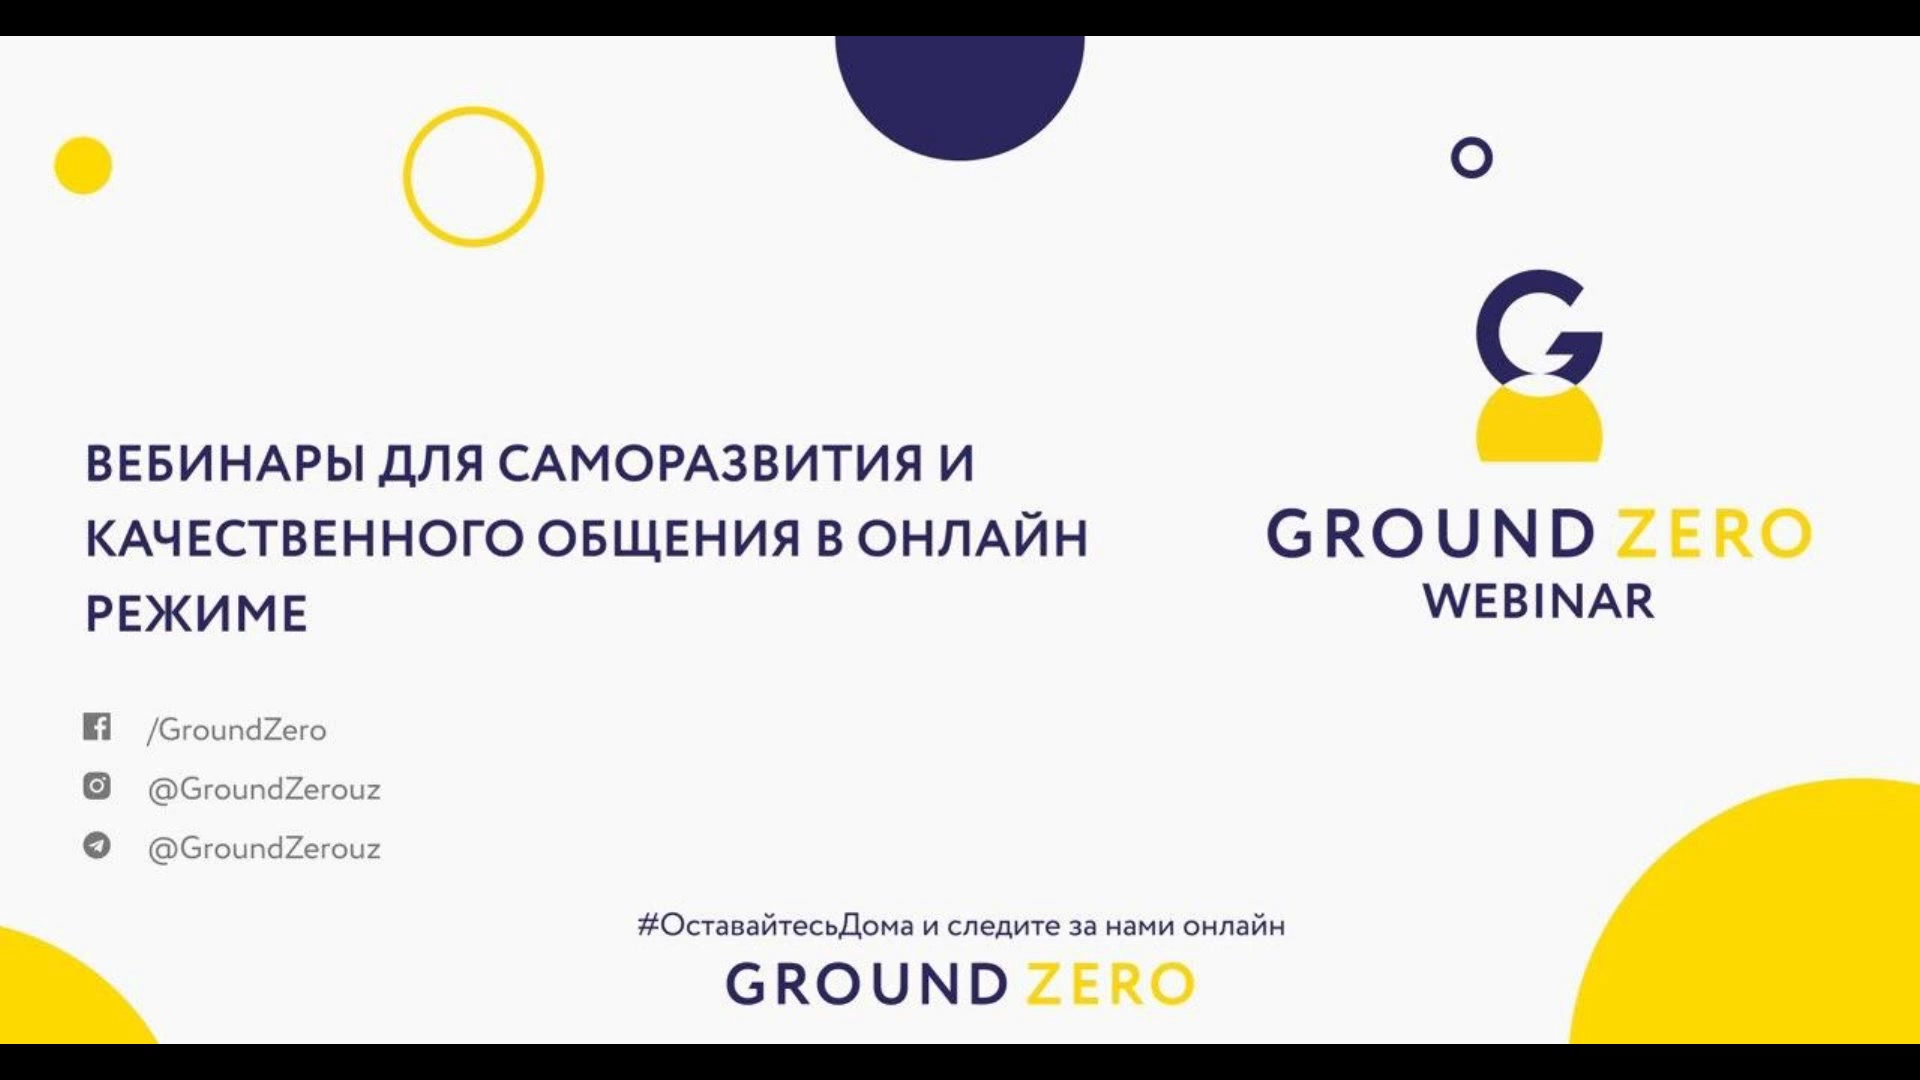 ВЕБИНАРЫ ДЛЯ САМОРАЗВИТИЯ И
КАЧЕСТВЕННОГО ОБЩЕНИЯ В ОНЛАЙН
РЕЖИМЕ
GROUND ZERO
WEBINAR
/GroundZero
@GroundZerouz
@GroundZerouz
#ОставайтесьДома и следите за нами онлайн
GROUND ZERO